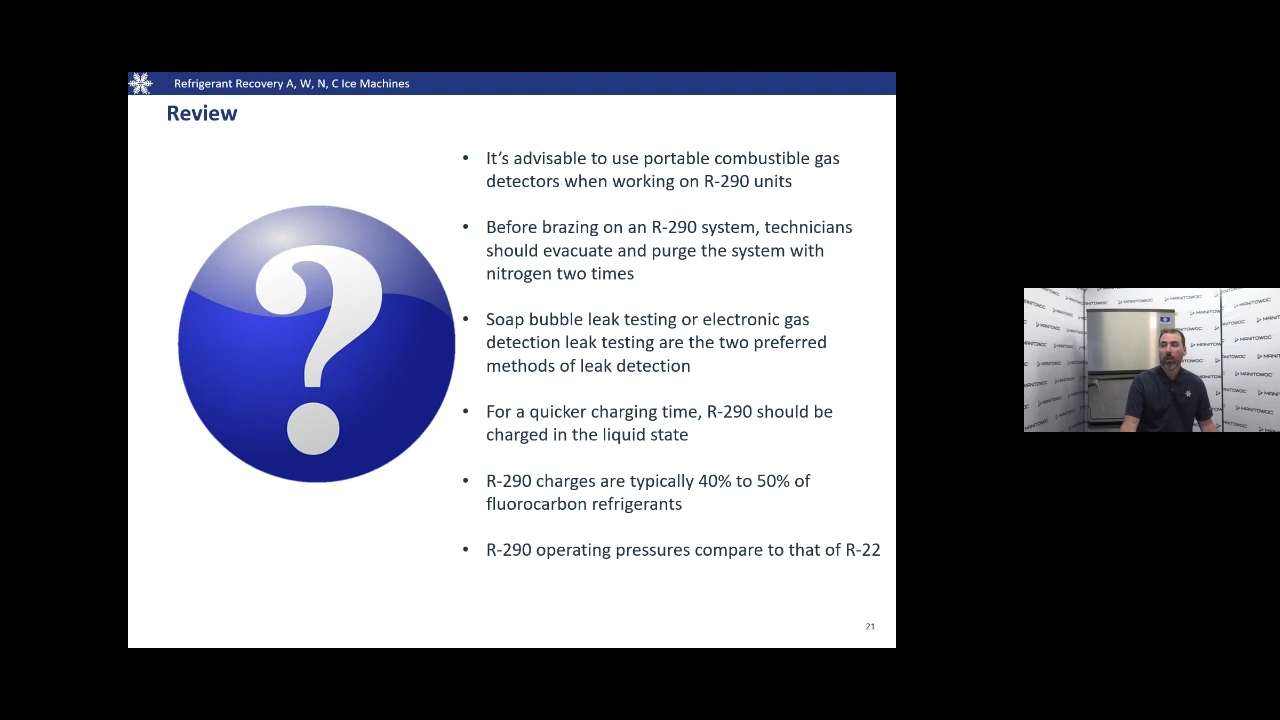 Refrigerant Recovery A, W, N, C Ice Machines
Review
• It’s advisable to use portable combustible gas
detectors when working on R-290 units
• Before brazing on an R-290 system, technicians
should evacuate and purge the system with
nitrogen two times
• Soap bubble leak testing or electronic gas
detection leak testing are the two preferred
methods of leak detection
• For a quicker charging time, R-290 should be
charged in the liquid state
• R-290 charges are typically 40% to 50% of
fluorocarbon refrigerants
• R-290 operating pressures compare to that of R-22
21
MANITOWOC